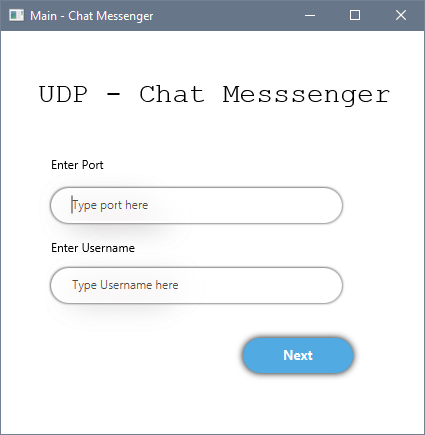 Main - Chat Messenger
UDP - Chat Messsenger
Enter Port
Type port here
Enter Username
Type Username here
Next